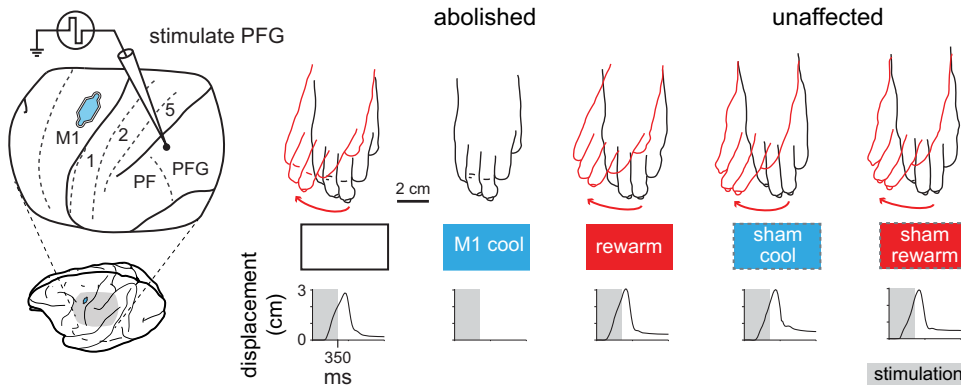 abolished
unaffected
stimulate PFG
M1
1
2
5
PF
PFG
2 cm
M1 cool
rewarm
sham
cool
sham
rewarm
displacement
(cm)
3
0
350
ms
stimulation